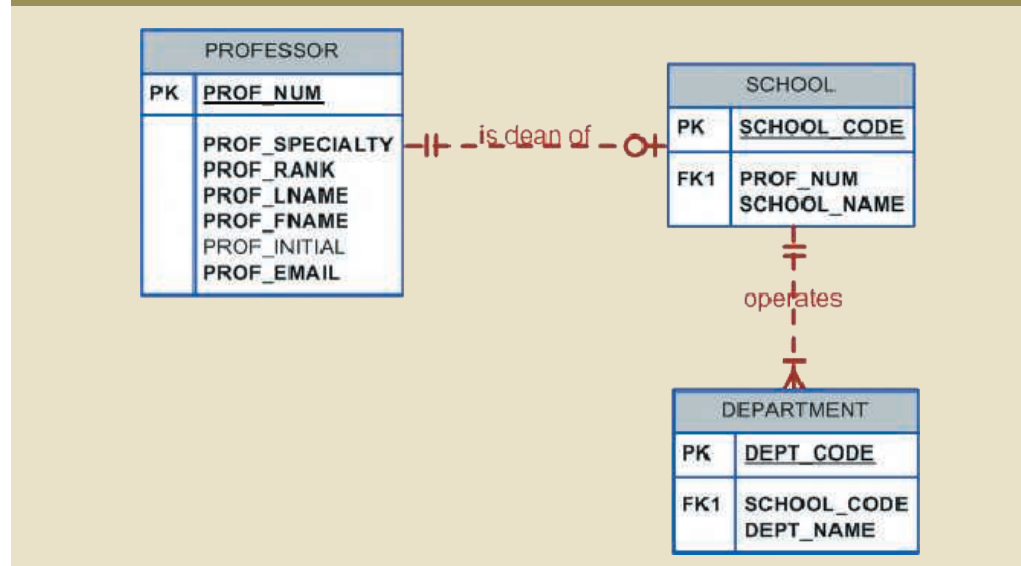 PROFESSOR
PK PROF_NUM
PROF_SPECIALTY
PROF_RANK
PROF_LNAME
PROF_FNAME
PROF_INITIAL
PROF_EMAIL
is dean of
SCHOOL
PK SCHOOL_CODE
FK1 PROF_NUM
SCHOOL_NAME
operates
DEPARTMENT
PK DEPT_CODE
FK1 SCHOOL_CODE
DEPT_NAME